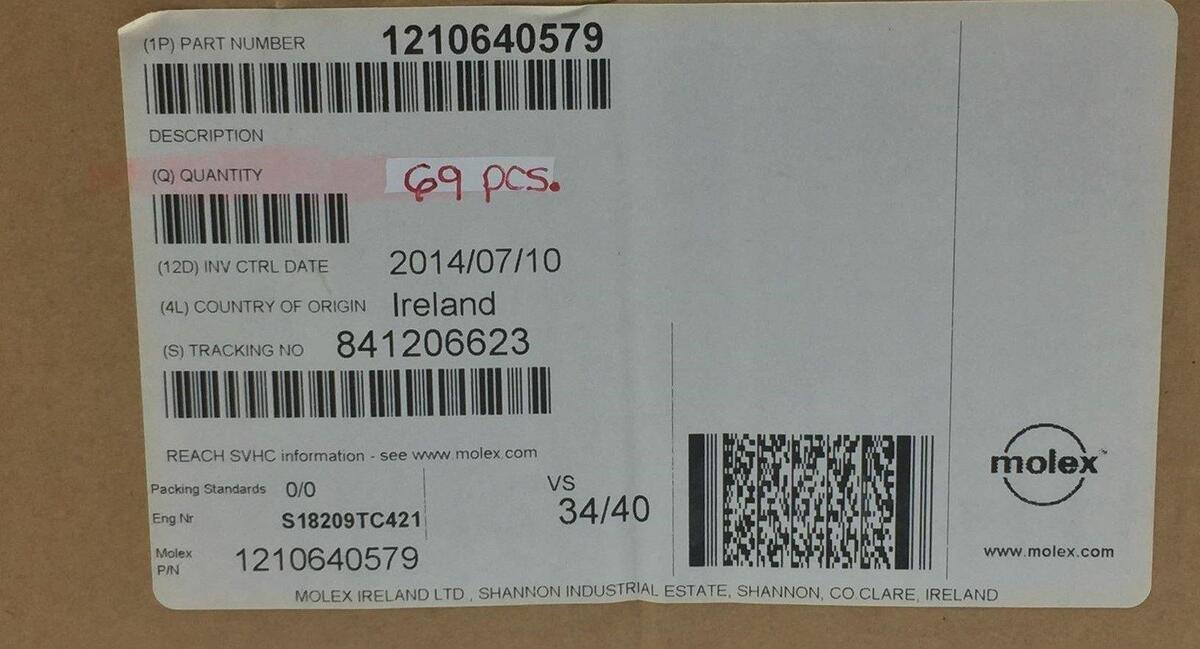 (1P) PART NUMBER 1210640579
DESCRIPTION
(Q) QUANTITY 69 pcs.
(12D) INV CTRL DATE 2014/07/10
(4L) COUNTRY OF ORIGIN Ireland
(S) TRACKING NO 841206623
REACH SVHC information - see www.molex.com
Packing Standards 0/0
VS
Eng Nr S18209TC421
34/40
Molex
P/N 1210640579
molex™
www.molex.com
MOLEX IRELAND LTD , SHANNON INDUSTRIAL ESTATE, SHANNON, CO.CLARE, IRELAND